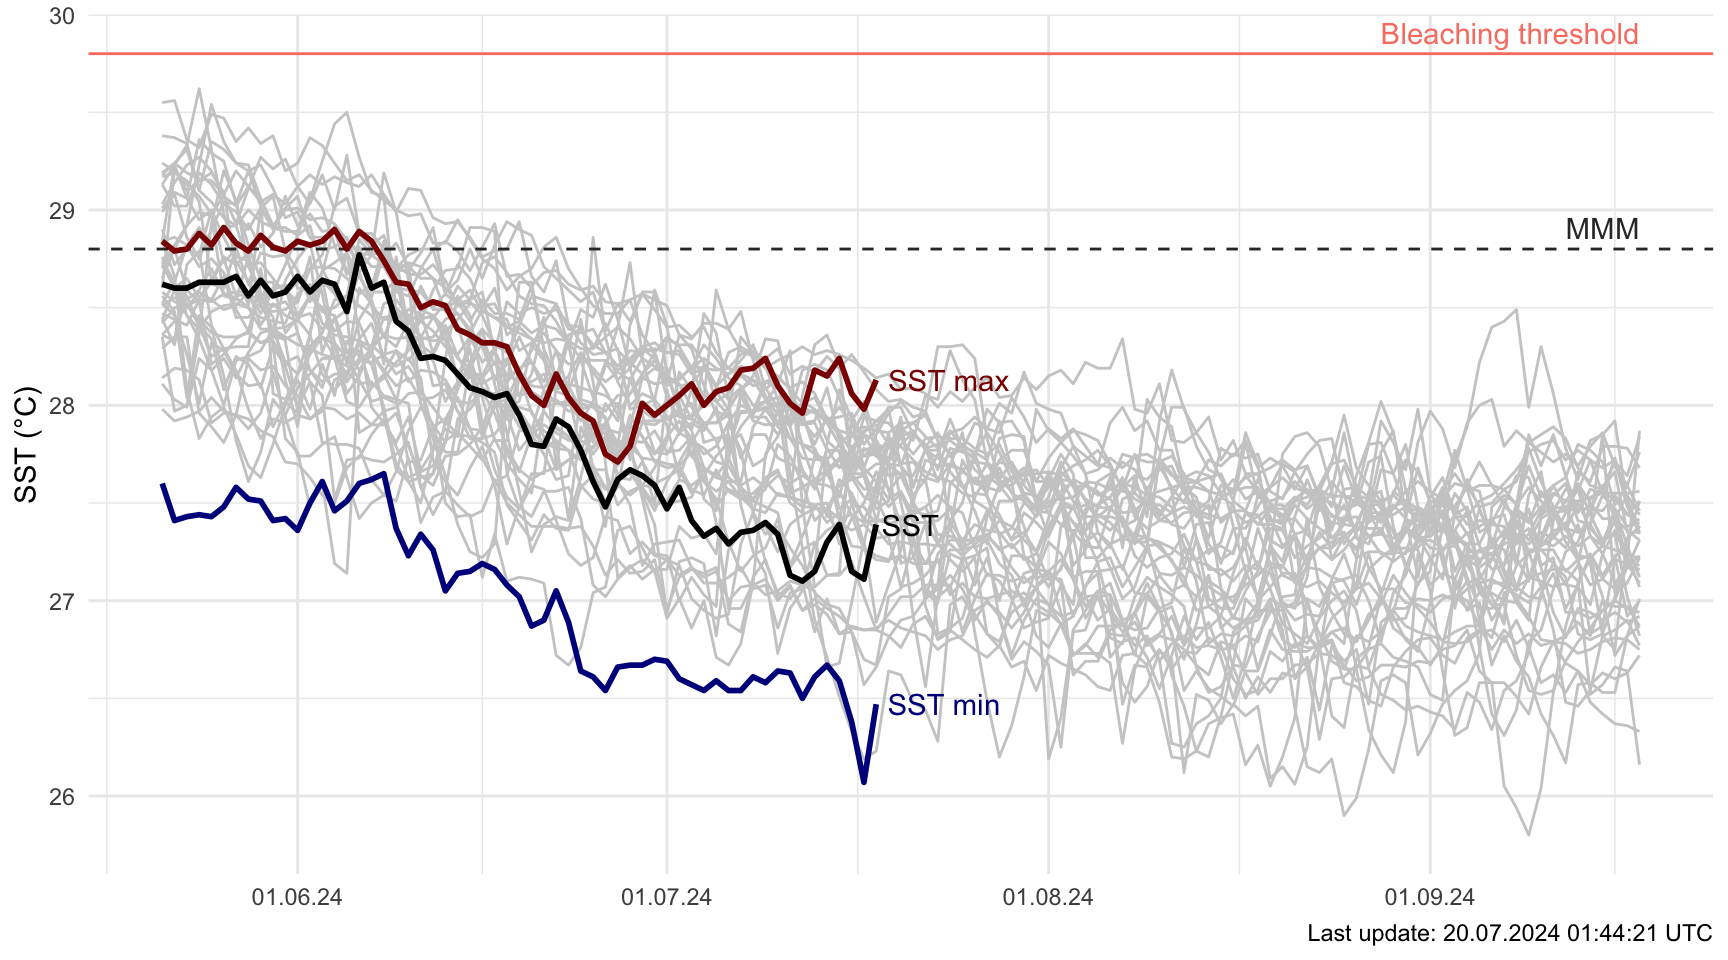 30
Bleaching threshold
29
MMM
SST max
28
SST (°C)
SST
27
SST min
26
01.06.24
01.07.24
01.08.24
01.09.24
Last update: 20.07.2024 01:44:21 UTC